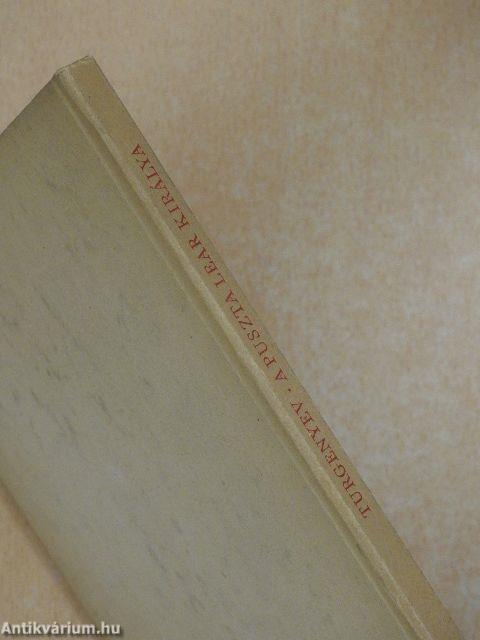 TURGENYEV · A PUSZTA LEAR KIRÁLYA
Antikvárium.hu